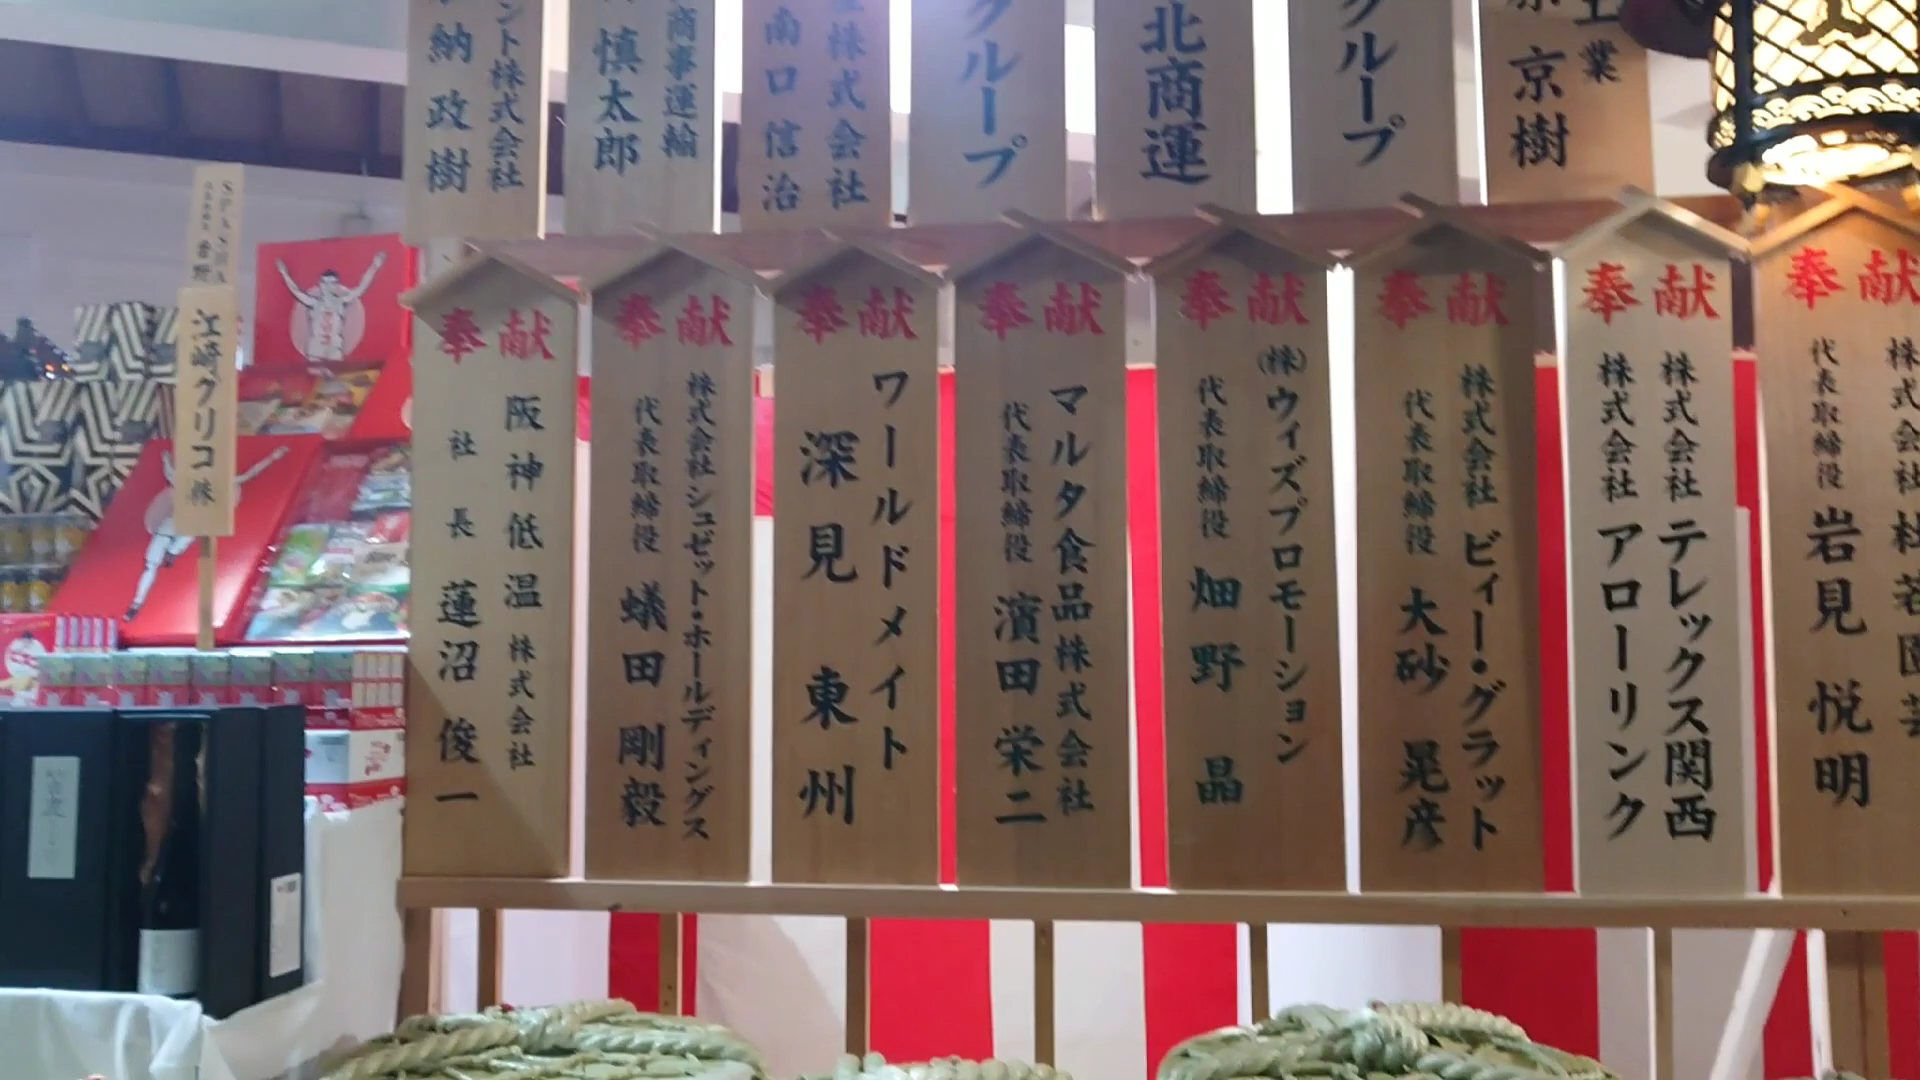 納 政樹
ント株式会社
慎太郎
商事運輸
南口信治
株式会社
グループ
北商運
グループ
京樹
工業
江崎グリコ 株
奉献
阪神低温 株式会社
社長 蓮沼俊一
奉献
株式会社 シュゼット・ホールディングス
代表取締役 蟻田剛毅
奉献
ワールドメイト
深見東州
奉献
マルタ食品株式会社
代表取締役 濱田栄二
奉献
(株)ウィズプロモーション
代表取締役 畑野晶
奉献
株式会社 ビィー・グラット
代表取締役 大砂晃彦
奉献
株式会社 テレックス関西
株式会社 アローリンク
奉献
株式会社
代表取締役 岩見悦明